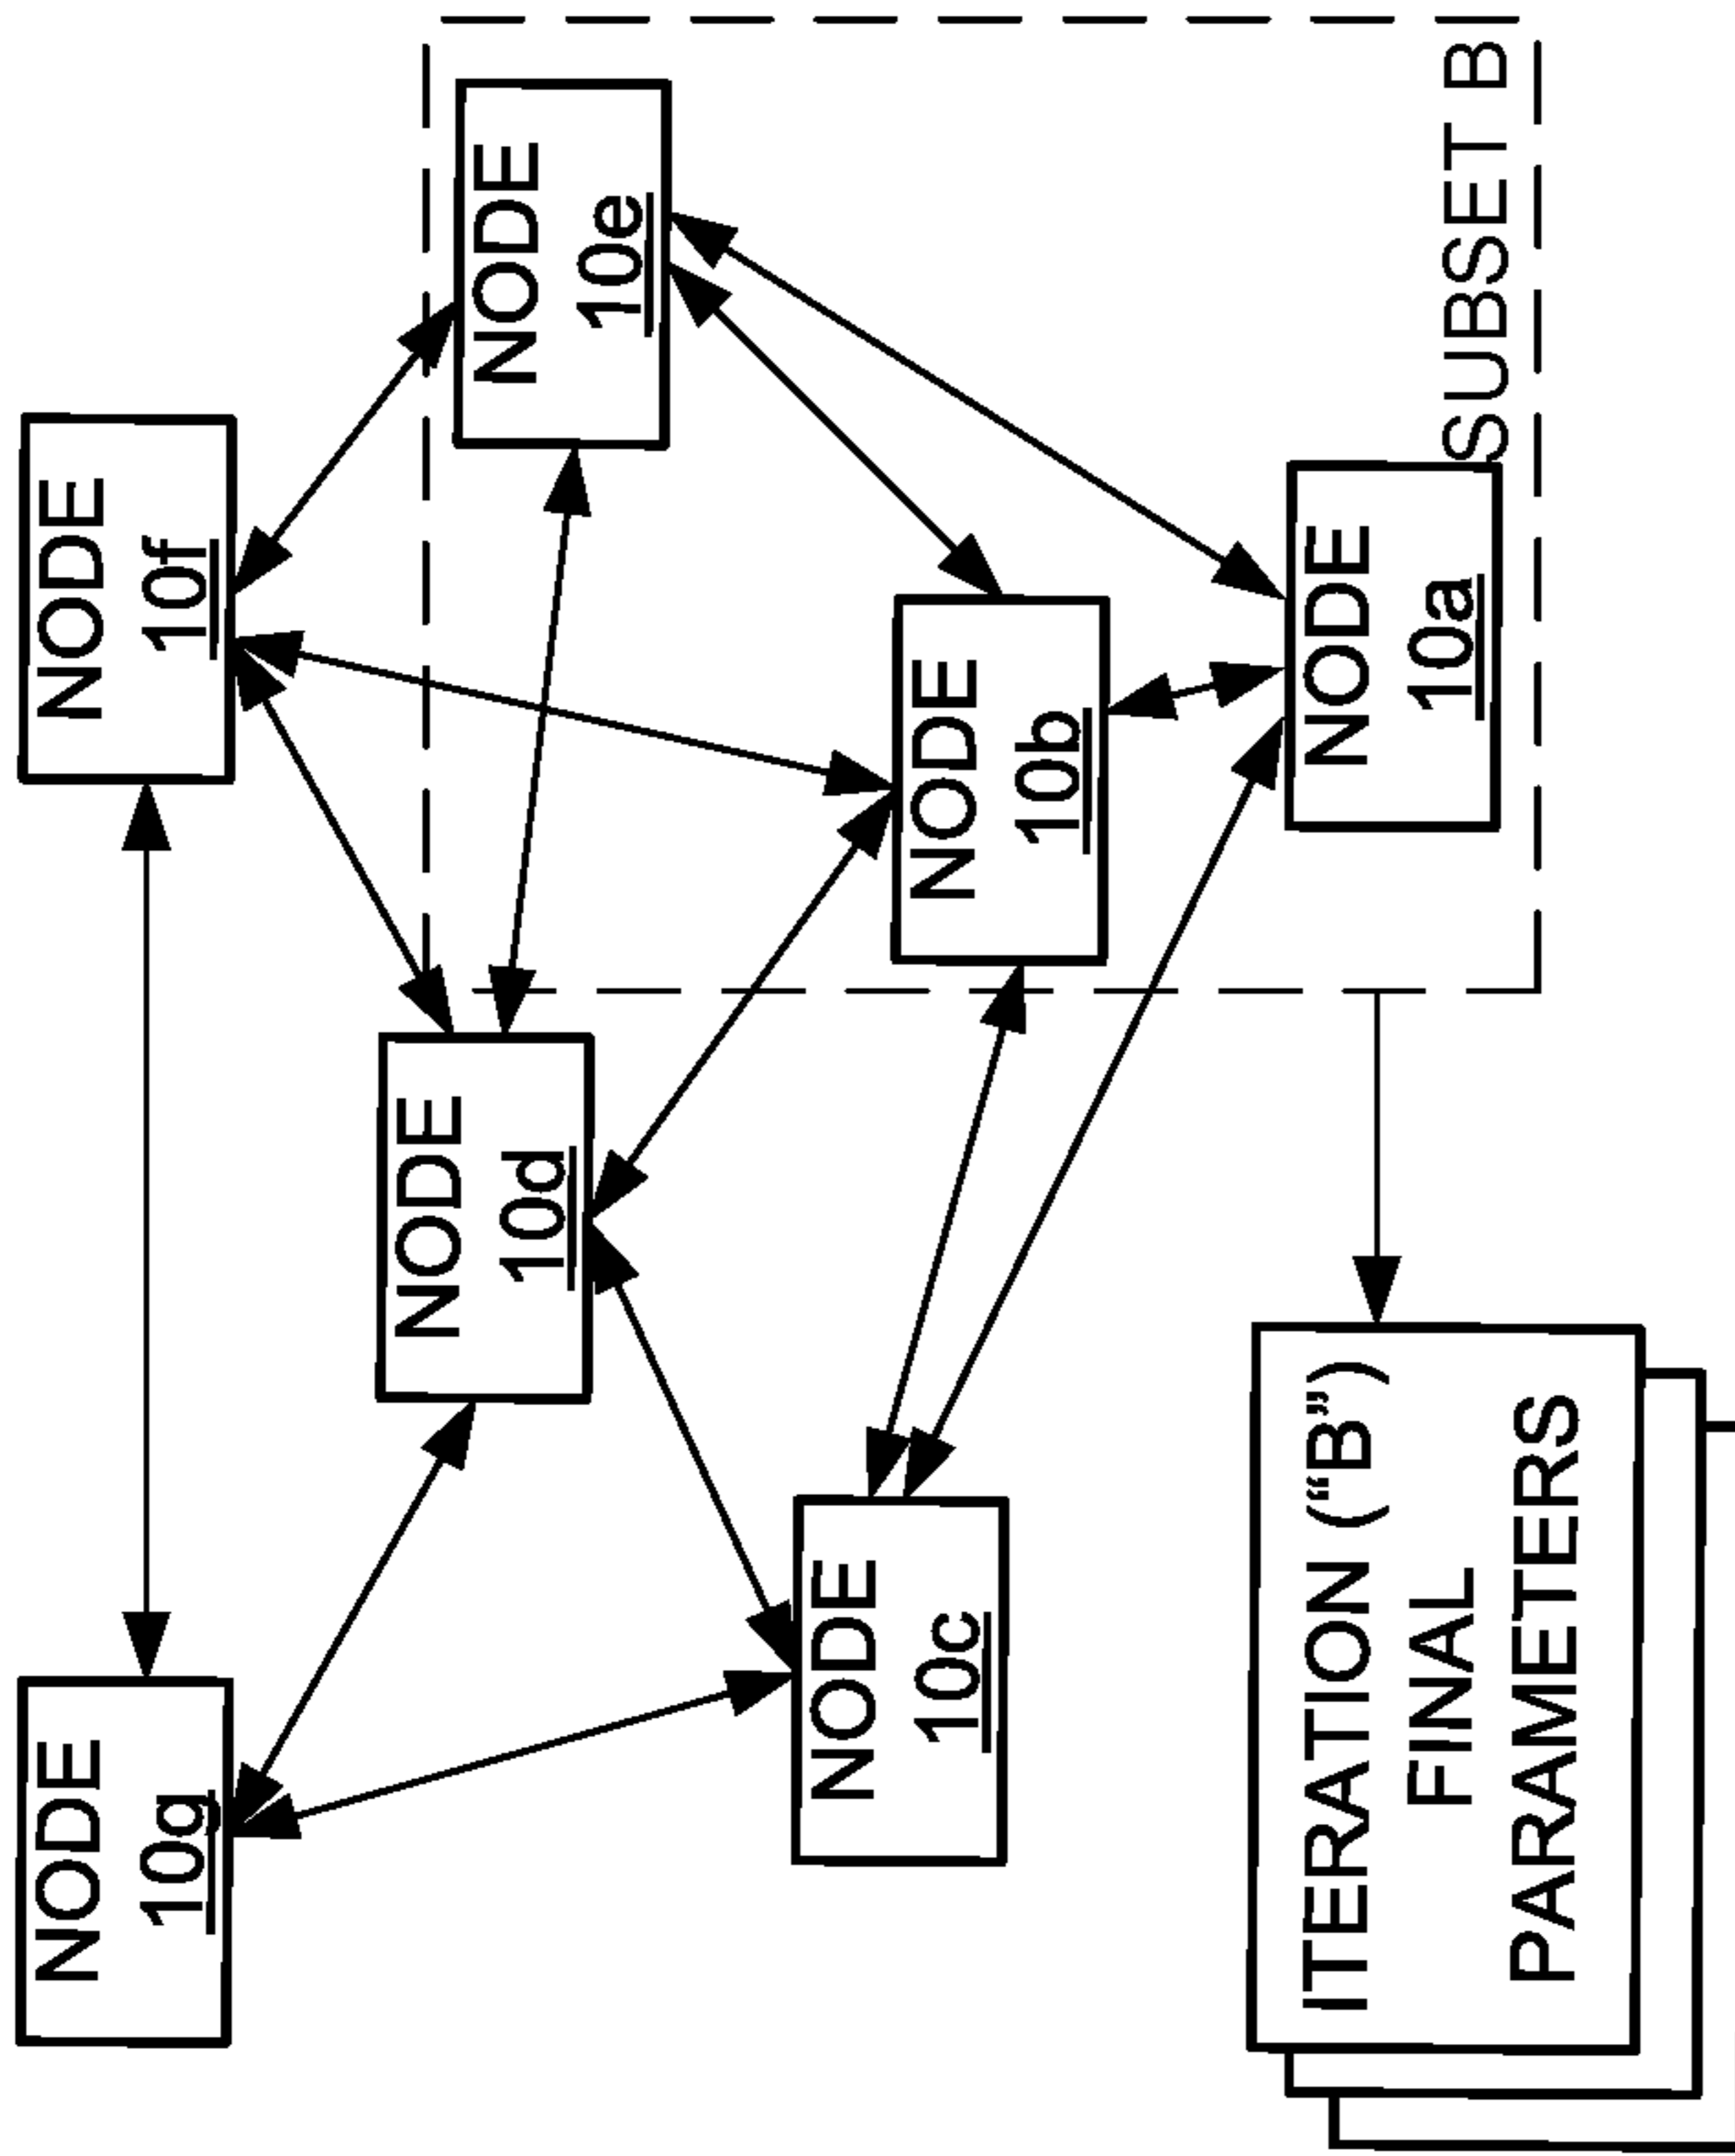 NODE
10g
NODE
10f
NODE
10d
NODE
10e
NODE
10c
NODE
10b
NODE
10a
SUBSET B
ITERATION (“B”)
FINAL
PARAMETERS